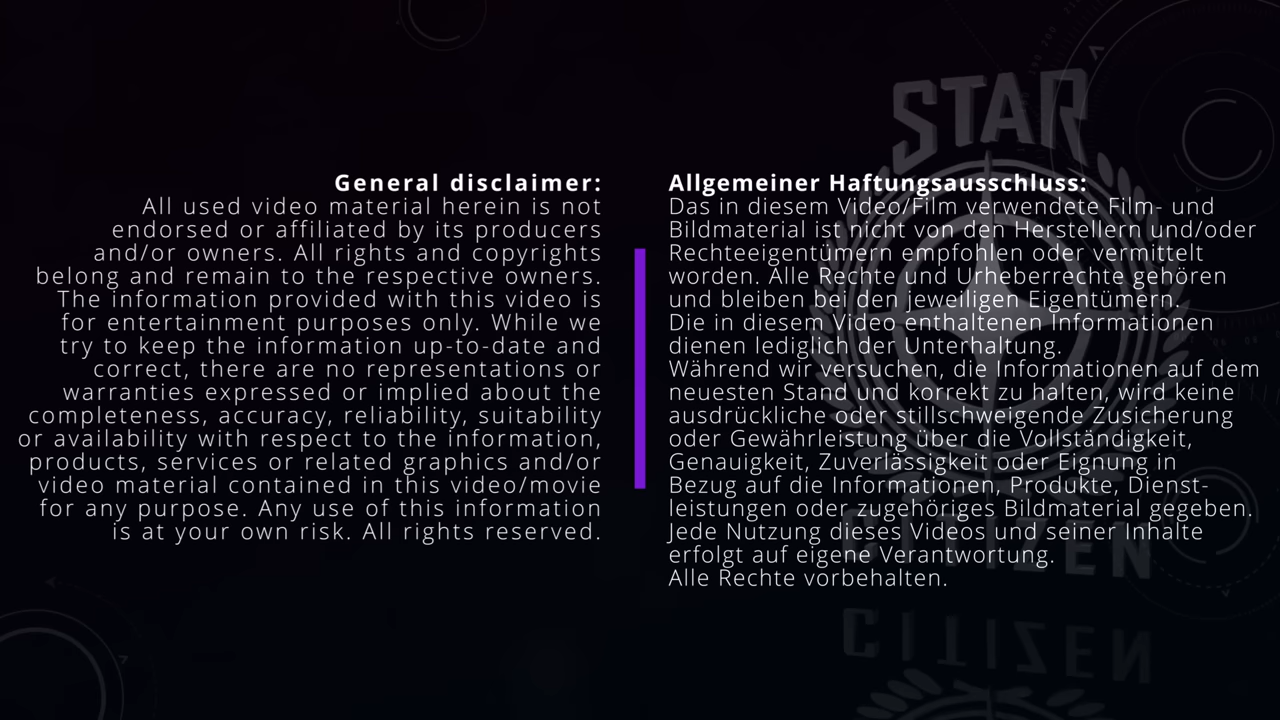 STAR
General disclaimer:
All used video material herein is not
endorsed or affiliated by its producers
and/or owners. All rights and copyrights
belong and remain to the respective owners.
The information provided with this video is
for entertainment purposes only. While we
try to keep the information up-to-date and
correct, there are no representations or
warranties expressed or implied about the
completeness, accuracy, reliability, suitability
or availability with respect to the information,
products, services or related graphics and/or
video material contained in this video/movie
for any purpose. Any use of this information
is at your own risk. All rights reserved.
Allgemeiner Haftungsausschluss:
Das in diesem Video/Film verwendete Film- und
Bildmaterial ist nicht von den Herstellern und/oder
Rechteeigentümern empfohlen oder vermittelt
worden. Alle Rechte und Urheberrechte gehören
und bleiben bei den jeweiligen Eigentümern.
Die in diesem Video enthaltenen Informationen
dienen lediglich der Unterhaltung.
Während wir versuchen, die Informationen auf dem
neuesten Stand und korrekt zu halten, wird keine
ausdrückliche oder stillschweigende Zusicherung
oder Gewährleistung über die Vollständigkeit,
Genauigkeit, Zuverlässigkeit oder Eignung in
Bezug auf die Informationen, Produkte, Dienst-
leistungen oder zugehöriges Bildmaterial gegeben.
Jede Nutzung dieses Videos und seiner Inhalte
erfolgt auf eigene Verantwortung.
Alle Rechte vorbehalten.
CITIZEN